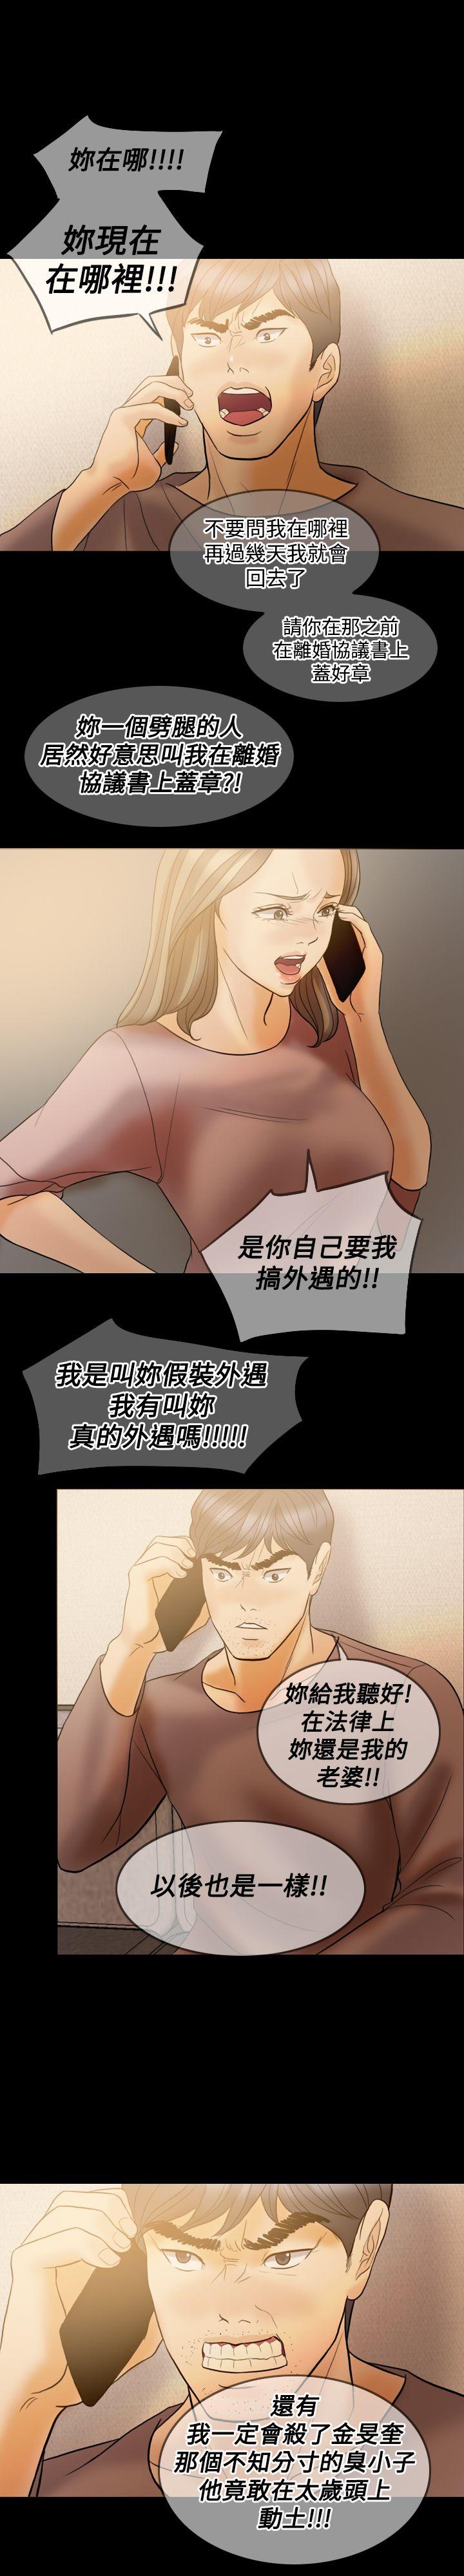 妳在哪!!!!
妳現在
在哪裡!!!
不要問我在哪裡
再過幾天我就會
回去了
請你在那之前
在離婚協議書上
蓋好章
妳一個劈腿的人
居然好意思叫我在離婚
協議書上蓋章?!
是你自己要我
搞外遇的!!
我是叫妳假裝外遇
我有叫妳
真的外遇嗎!!!!!
妳給我聽好!
在法律上
妳還是我的
老婆!!
以後也是一樣!!
還有
我一定會殺了金旻奎
那個不知分寸的臭小子
他竟敢在太歲頭上
動土!!!